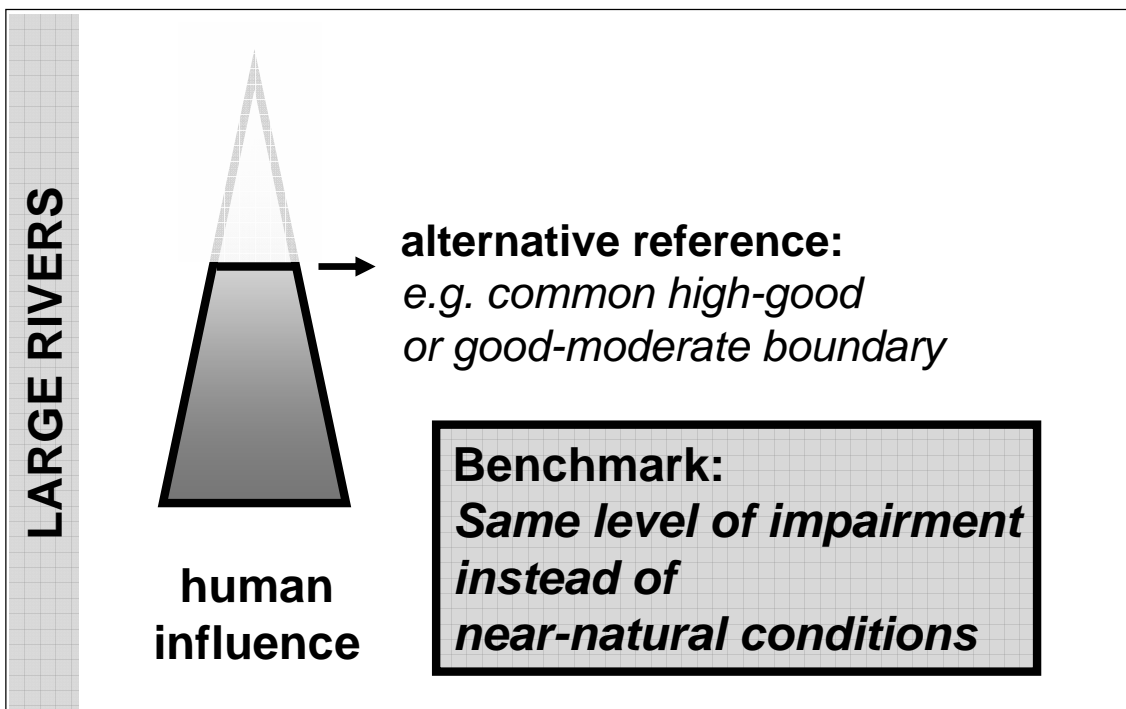 LARGE RIVERS
alternative reference:
e.g. common high-good
or good-moderate boundary
Benchmark:
Same level of impairment
instead of
near-natural conditions
human
influence